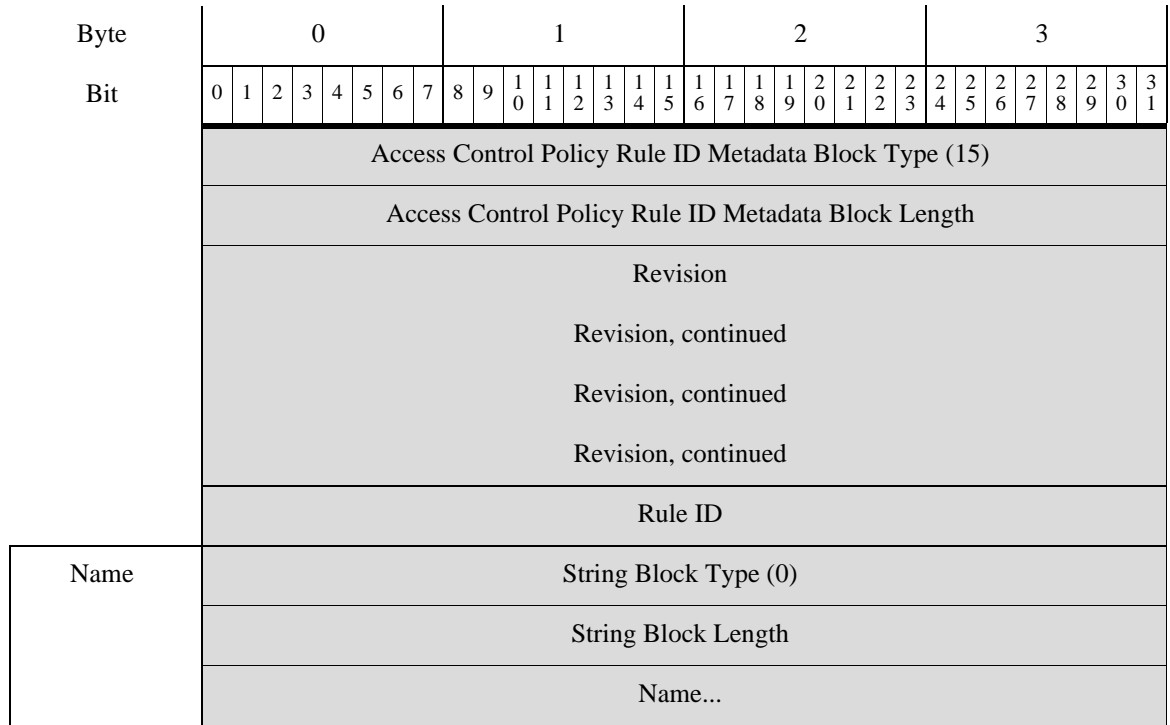 Byte 0 1 2 3
Bit 0 1 2 3 4 5 6 7 8 9 10 11 12 13 14 15 16 17 18 19 20 21 22 23 24 25 26 27 28 29 30 31
Access Control Policy Rule ID Metadata Block Type (15)
Access Control Policy Rule ID Metadata Block Length
Revision
Revision, continued
Revision, continued
Revision, continued
Rule ID
Name String Block Type (0)
String Block Length
Name...